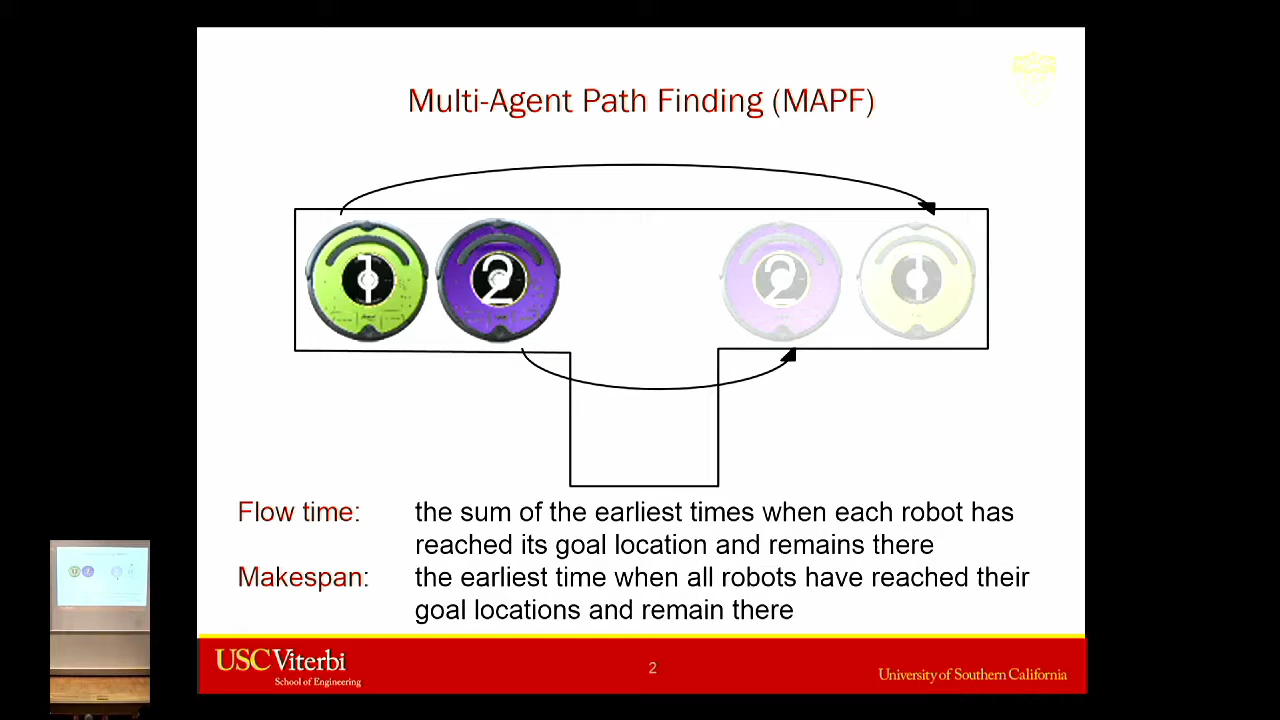 Multi-Agent Path Finding (MAPF)
1 2 2 1
Flow time: the sum of the earliest times when each robot has
reached its goal location and remains there
Makespan: the earliest time when all robots have reached their
goal locations and remain there
USC Viterbi
School of Engineering
2
University of Southern California